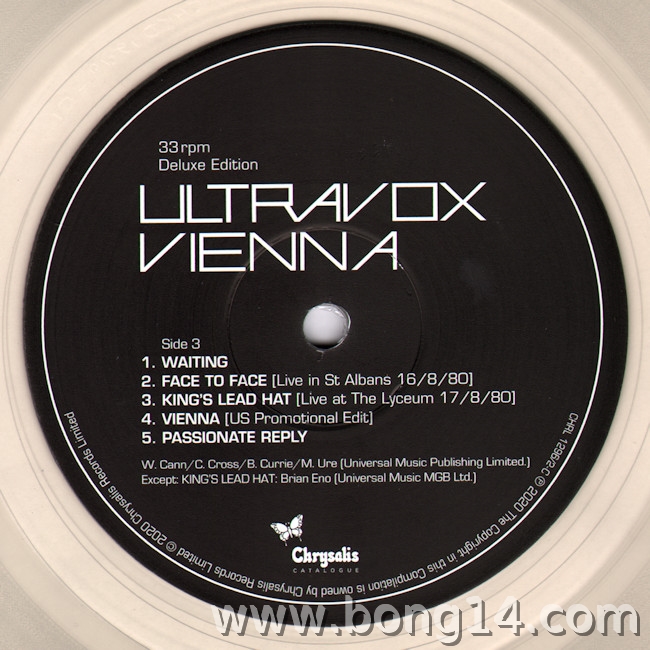 33 rpm
Deluxe Edition
ULTRAVOX
VIENNA
Side 3
1. WAITING
2. FACE TO FACE [Live in St Albans 16/8/80]
3. KING'S LEAD HAT [Live at The Lyceum 17/8/80]
4. VIENNA [US Promotional Edit]
5. PASSIONATE REPLY
W. Cann/C. Cross/B. Currie/M. Ure (Universal Music Publishing Limited.)
Except: KING'S LEAD HAT: Brian Eno (Universal Music MGB Ltd.)
Chrysalis
CATALOGUE
CHRL 1296/2-C ℗ 2020 The Copyright in this Compilation is owned by Chrysalis Records Limited © 2020 Chrysalis Records Limited
www.bong14.com